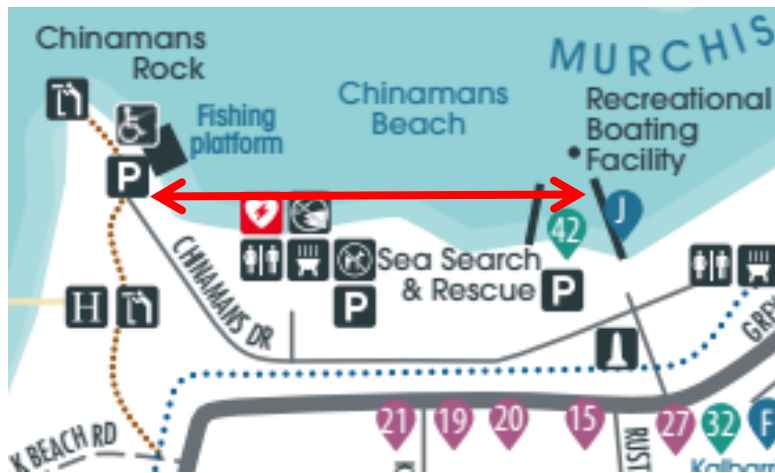 Chinamans
Rock
Fishing
platform
Chinamans
Beach
MURCHIS
Recreational
Boating
Facility
P
J
42
Sea Search
& Rescue
P
P
CHINAMANS DR
H
GRE
K BEACH RD
21
19
20
15
27
32
F
K
RUST
Kalbarr